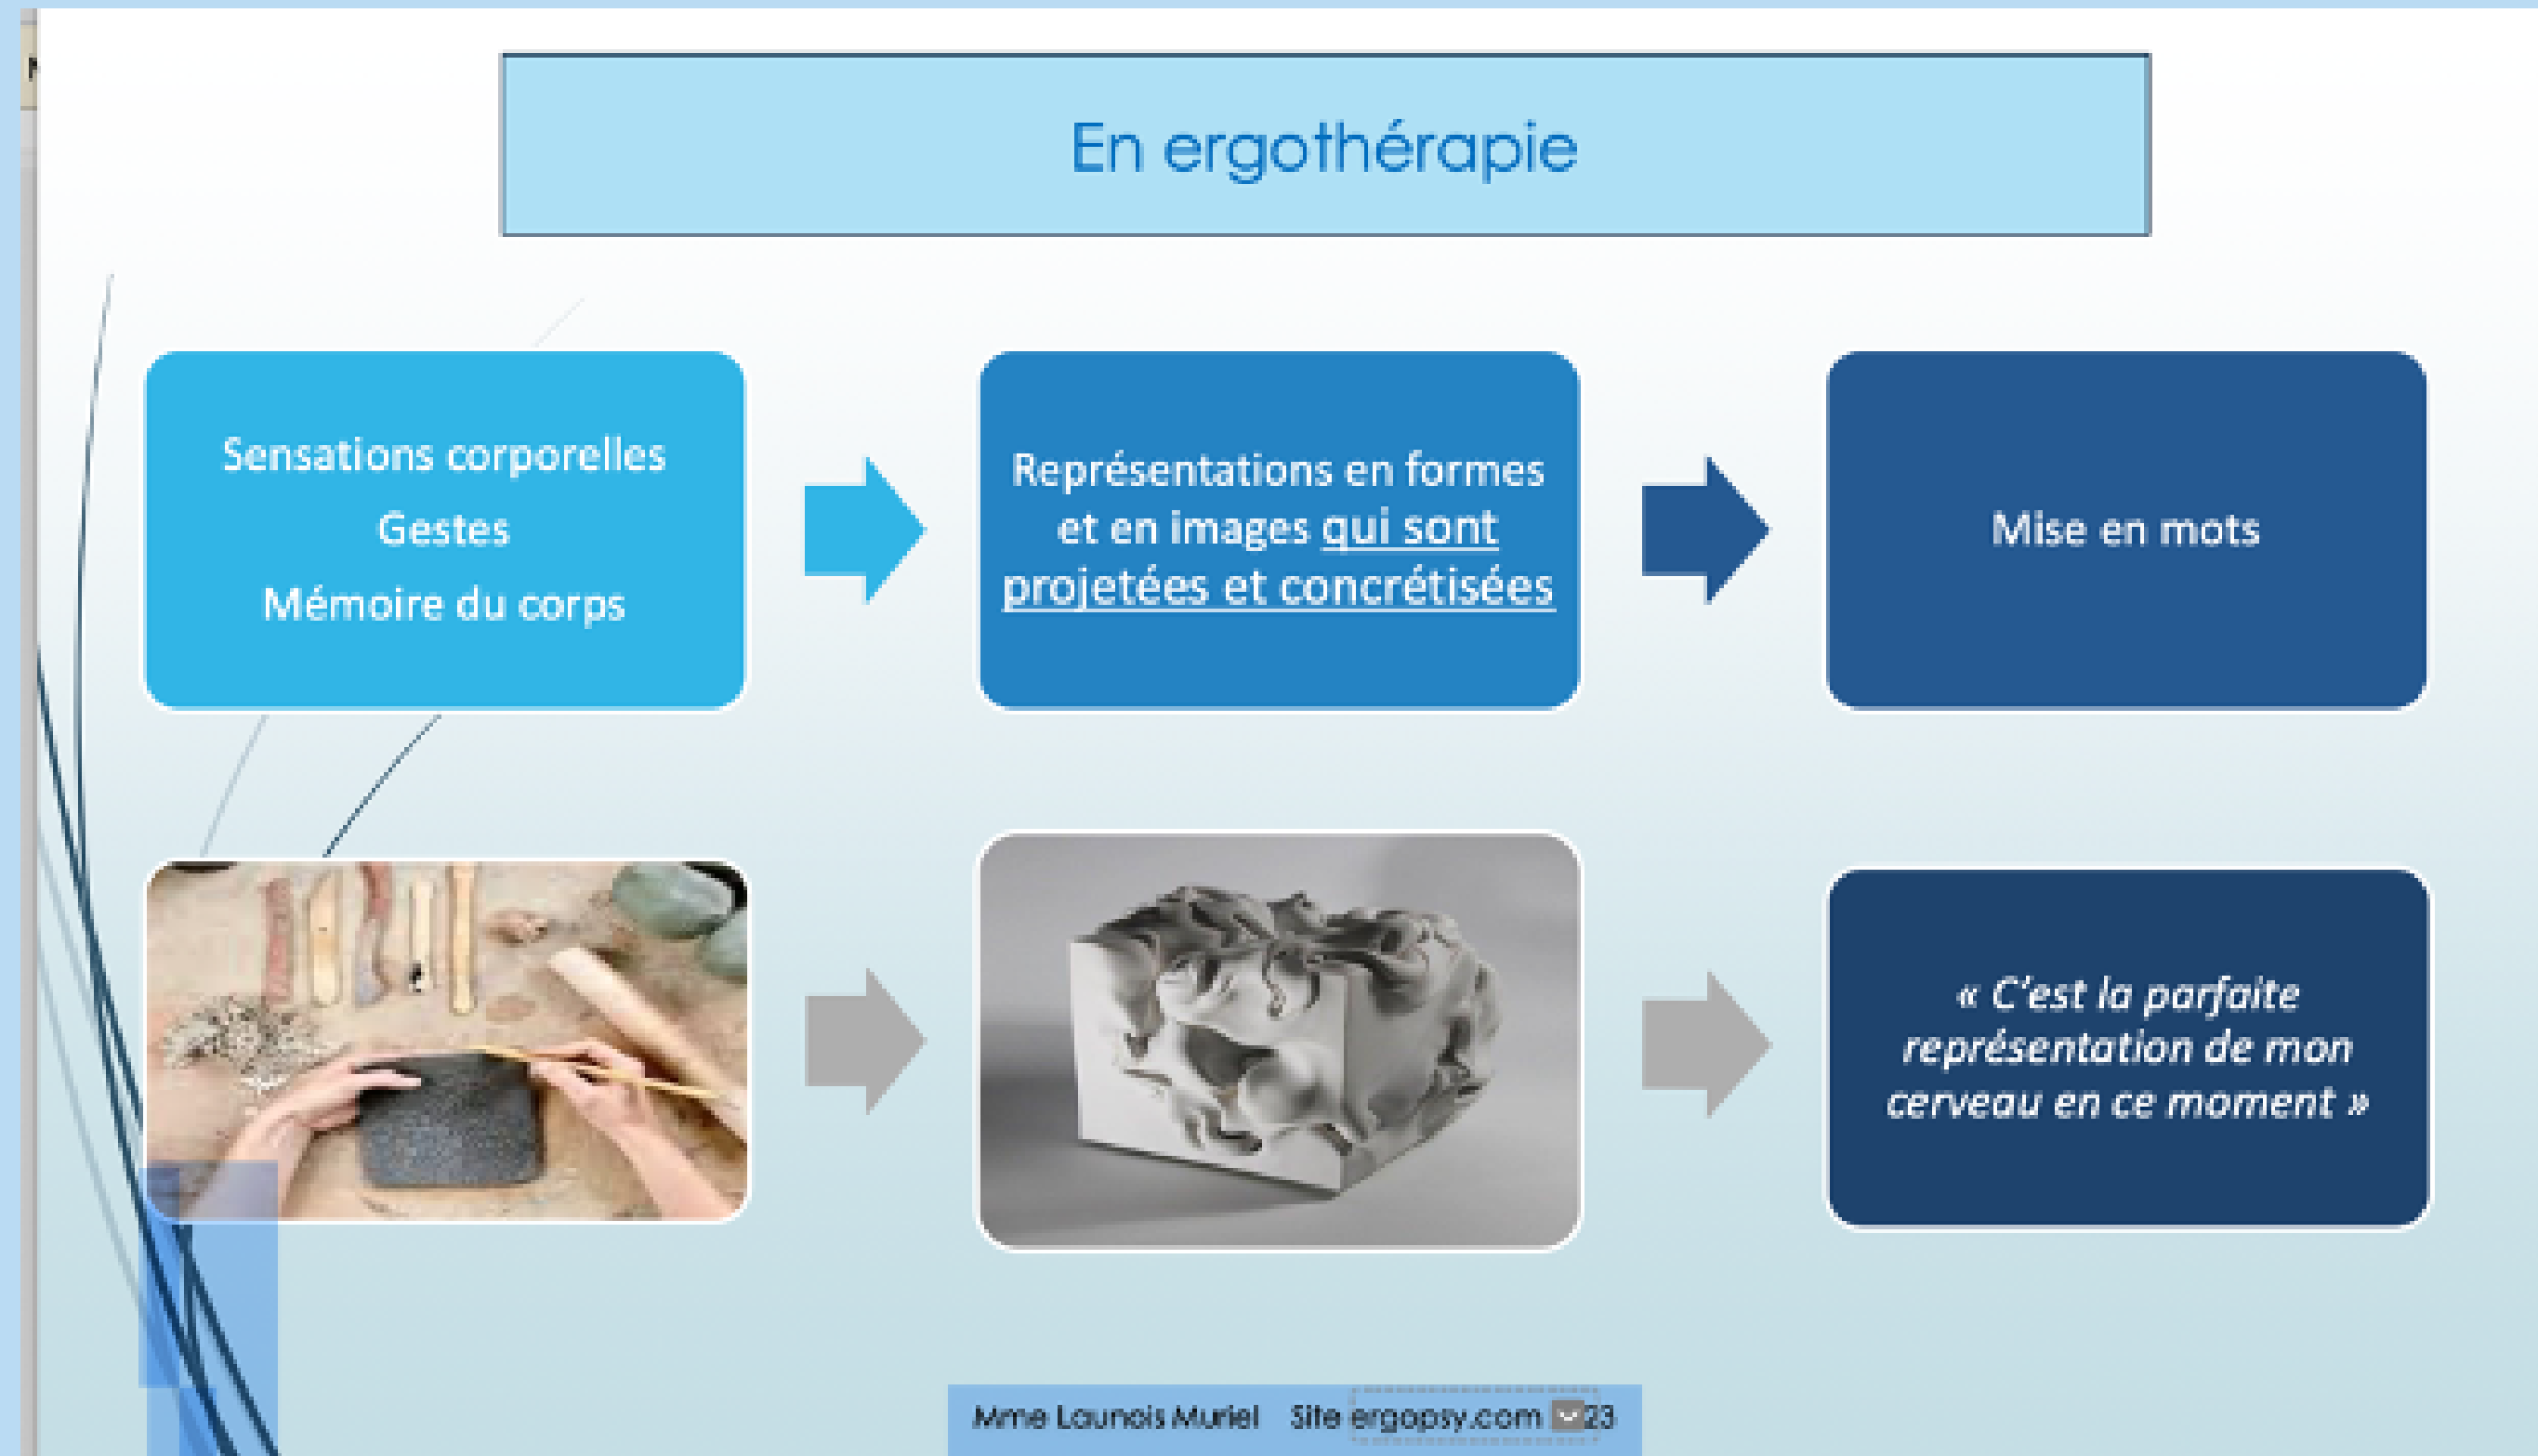 En ergothérapie
Sensations corporelles
Gestes
Mémoire du corps
Représentations en formes
et en images qui sont
projetées et concrétisées
Mise en mots
« C'est la parfaite
représentation de mon
cerveau en ce moment »
Mme Launois Muriel Site ergopsy.com 23